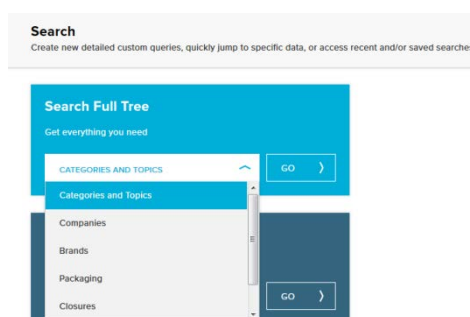 Search
Create new detailed custom queries, quickly jump to specific data, or access recent and/or saved searche
Search Full Tree
Get everything you need
CATEGORIES AND TOPICS
GO
Categories and Topics
Companies
Brands
Packaging
Closures
GO